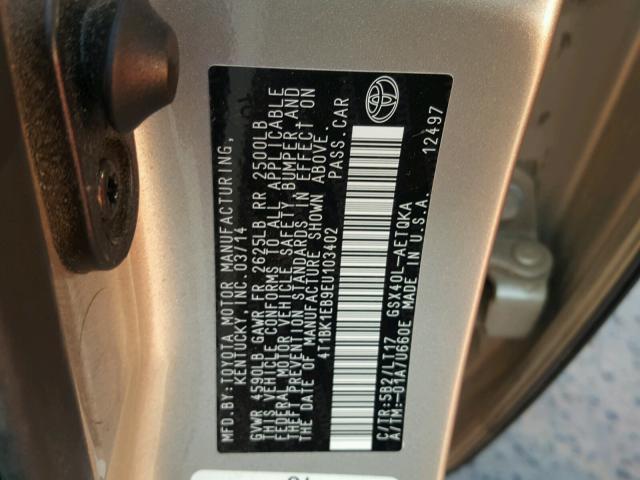 MFD.BY:TOYOTA MOTOR MANUFACTURING,
KENTUCKY, INC. 03/14
GVWR 4590LB GAWR FR 2625LB RR 2500LB
THIS VEHICLE CONFORMS TO ALL APPLICABLE
FEDERAL MOTOR VEHICLE SAFETY, BUMPER AND
THEFT PREVENTION STANDARDS IN EFFECT ON
THE DATE OF MANUFACTURE SHOWN ABOVE.
4T1BK1EB9EU103402 PASS.CAR
C/TR:5B2/LT17 GSX40L-AETQKA
A/TM:-01A/U660E MADE IN U.S.A.
12497